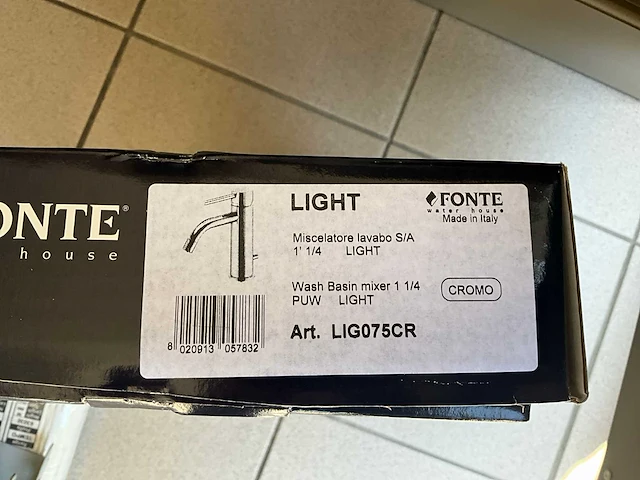 ONTE®
house
LIGHT
FONTE
water house
Made in Italy
Miscelatore lavabo S/A
1' 1/4 LIGHT
Wash Basin mixer 1 1/4
PUW LIGHT
CROMO
Art. LIG075CR
8 020913 057832